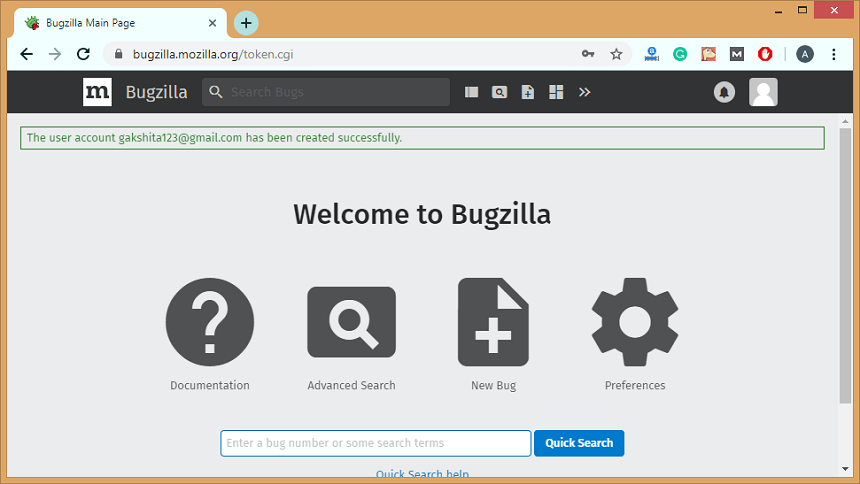 Bugzilla Main Page
bugzilla.mozilla.org/token.cgi
A
m Bugzilla Search Bugs
The user account gakshita123@gmail.com has been created successfully.
Welcome to Bugzilla
Documentation Advanced Search New Bug Preferences
Enter a bug number or some search terms Quick Search
Quick Search help